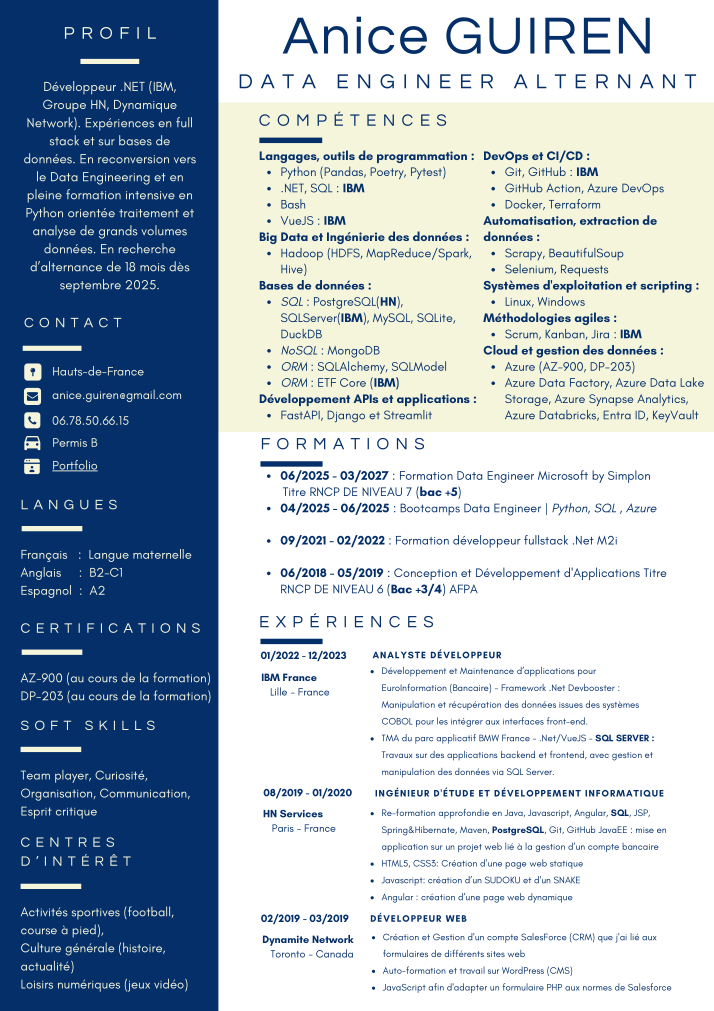 PROFIL
Développeur .NET (IBM,
Groupe HN, Dynamique
Network). Expériences en full
stack et sur bases de
données. En reconversion vers
le Data Engineering et en
pleine formation intensive en
Python orientée traitement et
analyse de grands volumes
données. En recherche
d'alternance de 18 mois dès
septembre 2025.
CONTACT
Hauts-de-France
anice.guiren@gmail.com
06.78.50.66.15
Permis B
Portfolio
LANGUES
Français : Langue maternelle
Anglais : B2-C1
Espagnol : A2
CERTIFICATIONS
AZ-900 (au cours de la formation)
DP-203 (au cours de la formation)
SOFT SKILLS
Team player, Curiosité,
Organisation, Communication,
Esprit critique
CENTRES
D'INTÉRÊT
Activités sportives (football,
course à pied),
Culture générale (histoire,
actualité)
Loisirs numériques (jeux vidéo)
Anice GUIREN
DATA ENGINEER ALTERNANT
COMPÉTENCES
Langages, outils de programmation :
• Python (Pandas, Poetry, Pytest)
• .NET, SQL : IBM
• Bash
• VueJS : IBM
Big Data et Ingénierie des données :
• Hadoop (HDFS, MapReduce/Spark,
Hive)
Bases de données :
• SQL : PostgreSQL(HN),
SQLServer(IBM), MySQL, SQLite,
DuckDB
• NoSQL : MongoDB
• ORM : SQLAlchemy, SQLModel
• ORM : ETF Core (IBM)
Développement APIs et applications :
• FastAPI, Django et Streamlit
DevOps et CI/CD :
• Git, GitHub : IBM
• GitHub Action, Azure DevOps
• Docker, Terraform
Automatisation, extraction de
données :
• Scrapy, BeautifulSoup
• Selenium, Requests
Systèmes d'exploitation et scripting :
• Linux, Windows
Méthodologies agiles :
• Scrum, Kanban, Jira : IBM
Cloud et gestion des données :
• Azure (AZ-900, DP-203)
• Azure Data Factory, Azure Data Lake
Storage, Azure Synapse Analytics,
Azure Databricks, Entra ID, KeyVault
FORMATIONS
• 06/2025 - 03/2027 : Formation Data Engineer Microsoft by Simplon
Titre RNCP DE NIVEAU 7 (bac +5)
• 04/2025 - 06/2025 : Bootcamps Data Engineer | Python, SQL , Azure
• 09/2021 - 02/2022 : Formation développeur fullstack .Net M2i
• 06/2018 - 05/2019 : Conception et Développement d'Applications Titre
RNCP DE NIVEAU 6 (Bac +3/4) AFPA
EXPÉRIENCES
01/2022 - 12/2023
IBM France
Lille - France
ANALYSTE DÉVELOPPEUR
• Développement et Maintenance d'applications pour
EuroInformation (Bancaire) - Framework .Net Devbooster :
Manipulation et récupération des données issues des systèmes
COBOL pour les intégrer aux interfaces front-end.
• TMA du parc applicatif BMW France - .Net/VueJS - SQL SERVER :
Travaux sur des applications backend et frontend, avec gestion et
manipulation des données via SQL Server.
08/2019 - 01/2020
HN Services
Paris - France
INGÉNIEUR D'ÉTUDE ET DÉVELOPPEMENT INFORMATIQUE
• Re-formation approfondie en Java, Javascript, Angular, SQL, JSP,
Spring&Hibernate, Maven, PostgreSQL, Git, GitHub JavaEE : mise en
application sur un projet web lié à la gestion d'un compte bancaire
• HTML5, CSS3: Création d'une page web statique
• Javascript: création d'un SUDOKU et d'un SNAKE
• Angular : création d'une page web dynamique
02/2019 - 03/2019
Dynamite Network
Toronto - Canada
DÉVELOPPEUR WEB
• Création et Gestion d'un compte SalesForce (CRM) que j'ai lié aux
formulaires de différents sites web
• Auto-formation et travail sur WordPress (CMS)
• JavaScript afin d'adapter un formulaire PHP aux normes de Salesforce